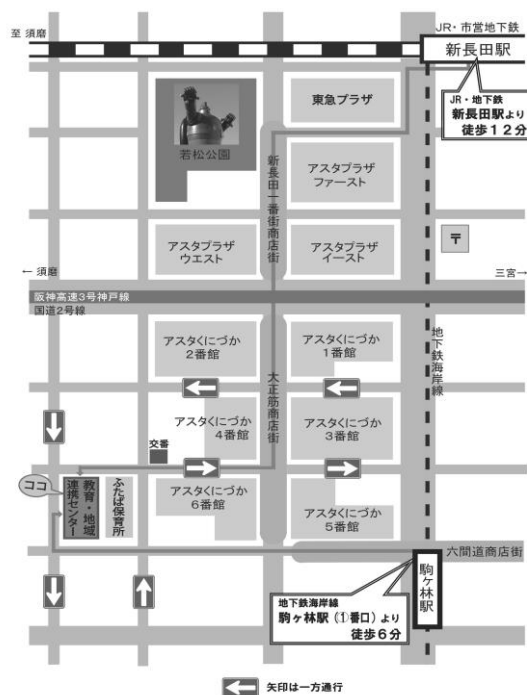 至 須磨
JR・市営地下鉄
新長田駅
JR・地下鉄
新長田駅より
徒歩12分
東急プラザ
若松公園
新長田一番街商店街
アスタプラザ
ファースト
アスタプラザ
ウエスト
アスタプラザ
イースト
〒
← 須磨
三宮→
阪神高速3号神戸線
国道2号線
地下鉄海岸線
アスタくにづか
2番館
アスタくにづか
1番館
大正筋商店街
アスタくにづか
4番館
アスタくにづか
3番館
交番
ココ
教育・地域
連携センター
ふたば保育所
アスタくにづか
6番館
アスタくにづか
5番館
六間道商店街
駒ヶ林駅
地下鉄海岸線
駒ヶ林駅(①番口)より
徒歩6分
矢印は一方通行